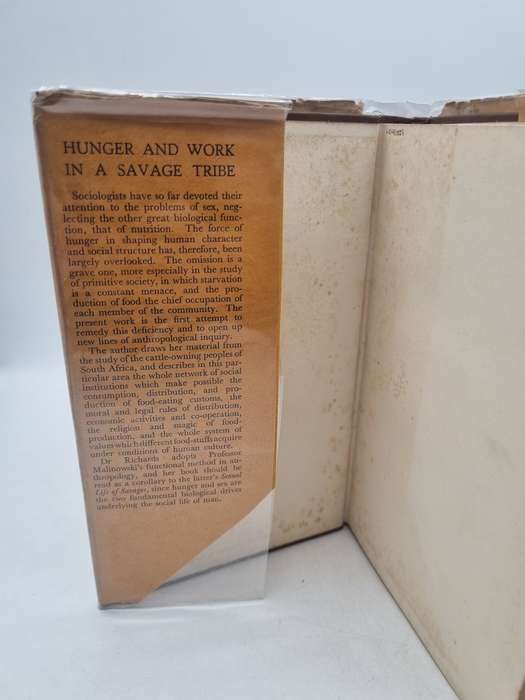 HUNGER AND WORK
IN A SAVAGE TRIBE
Sociologists have so far devoted their
attention to the problems of sex, neg-
lecting the other great biological func-
tion, that of nutrition. The force of
hunger in shaping human character
and social structure has, therefore, been
largely overlooked. The omission is a
grave one, more especially in the study
of primitive society, in which starvation
is a constant menace, and the pro-
duction of food the chief occupation of
each member of the community. The
present work is the first attempt to
remedy this deficiency and to open up
new lines of anthropological inquiry.
The author draws her material from
the study of the cattle-owning peoples of
South Africa, and describes in this par-
ticular area the whole network of social
institutions which make possible the
consumption, distribution, and pro-
duction of food-eating customs, the
moral and legal rules of distribution,
economic activities and co-operation,
the religion and magic of food-
production, and the whole system of
values which different food-stuffs acquire
under conditions of human culture.
Dr Richards adopts Professor
Malinowski's functional method in an-
thropology, and her book should be
read as a corollary to the latter's Sexual
Life of Savages, since hunger and sex are
the two fundamental biological drives
underlying the social life of man.